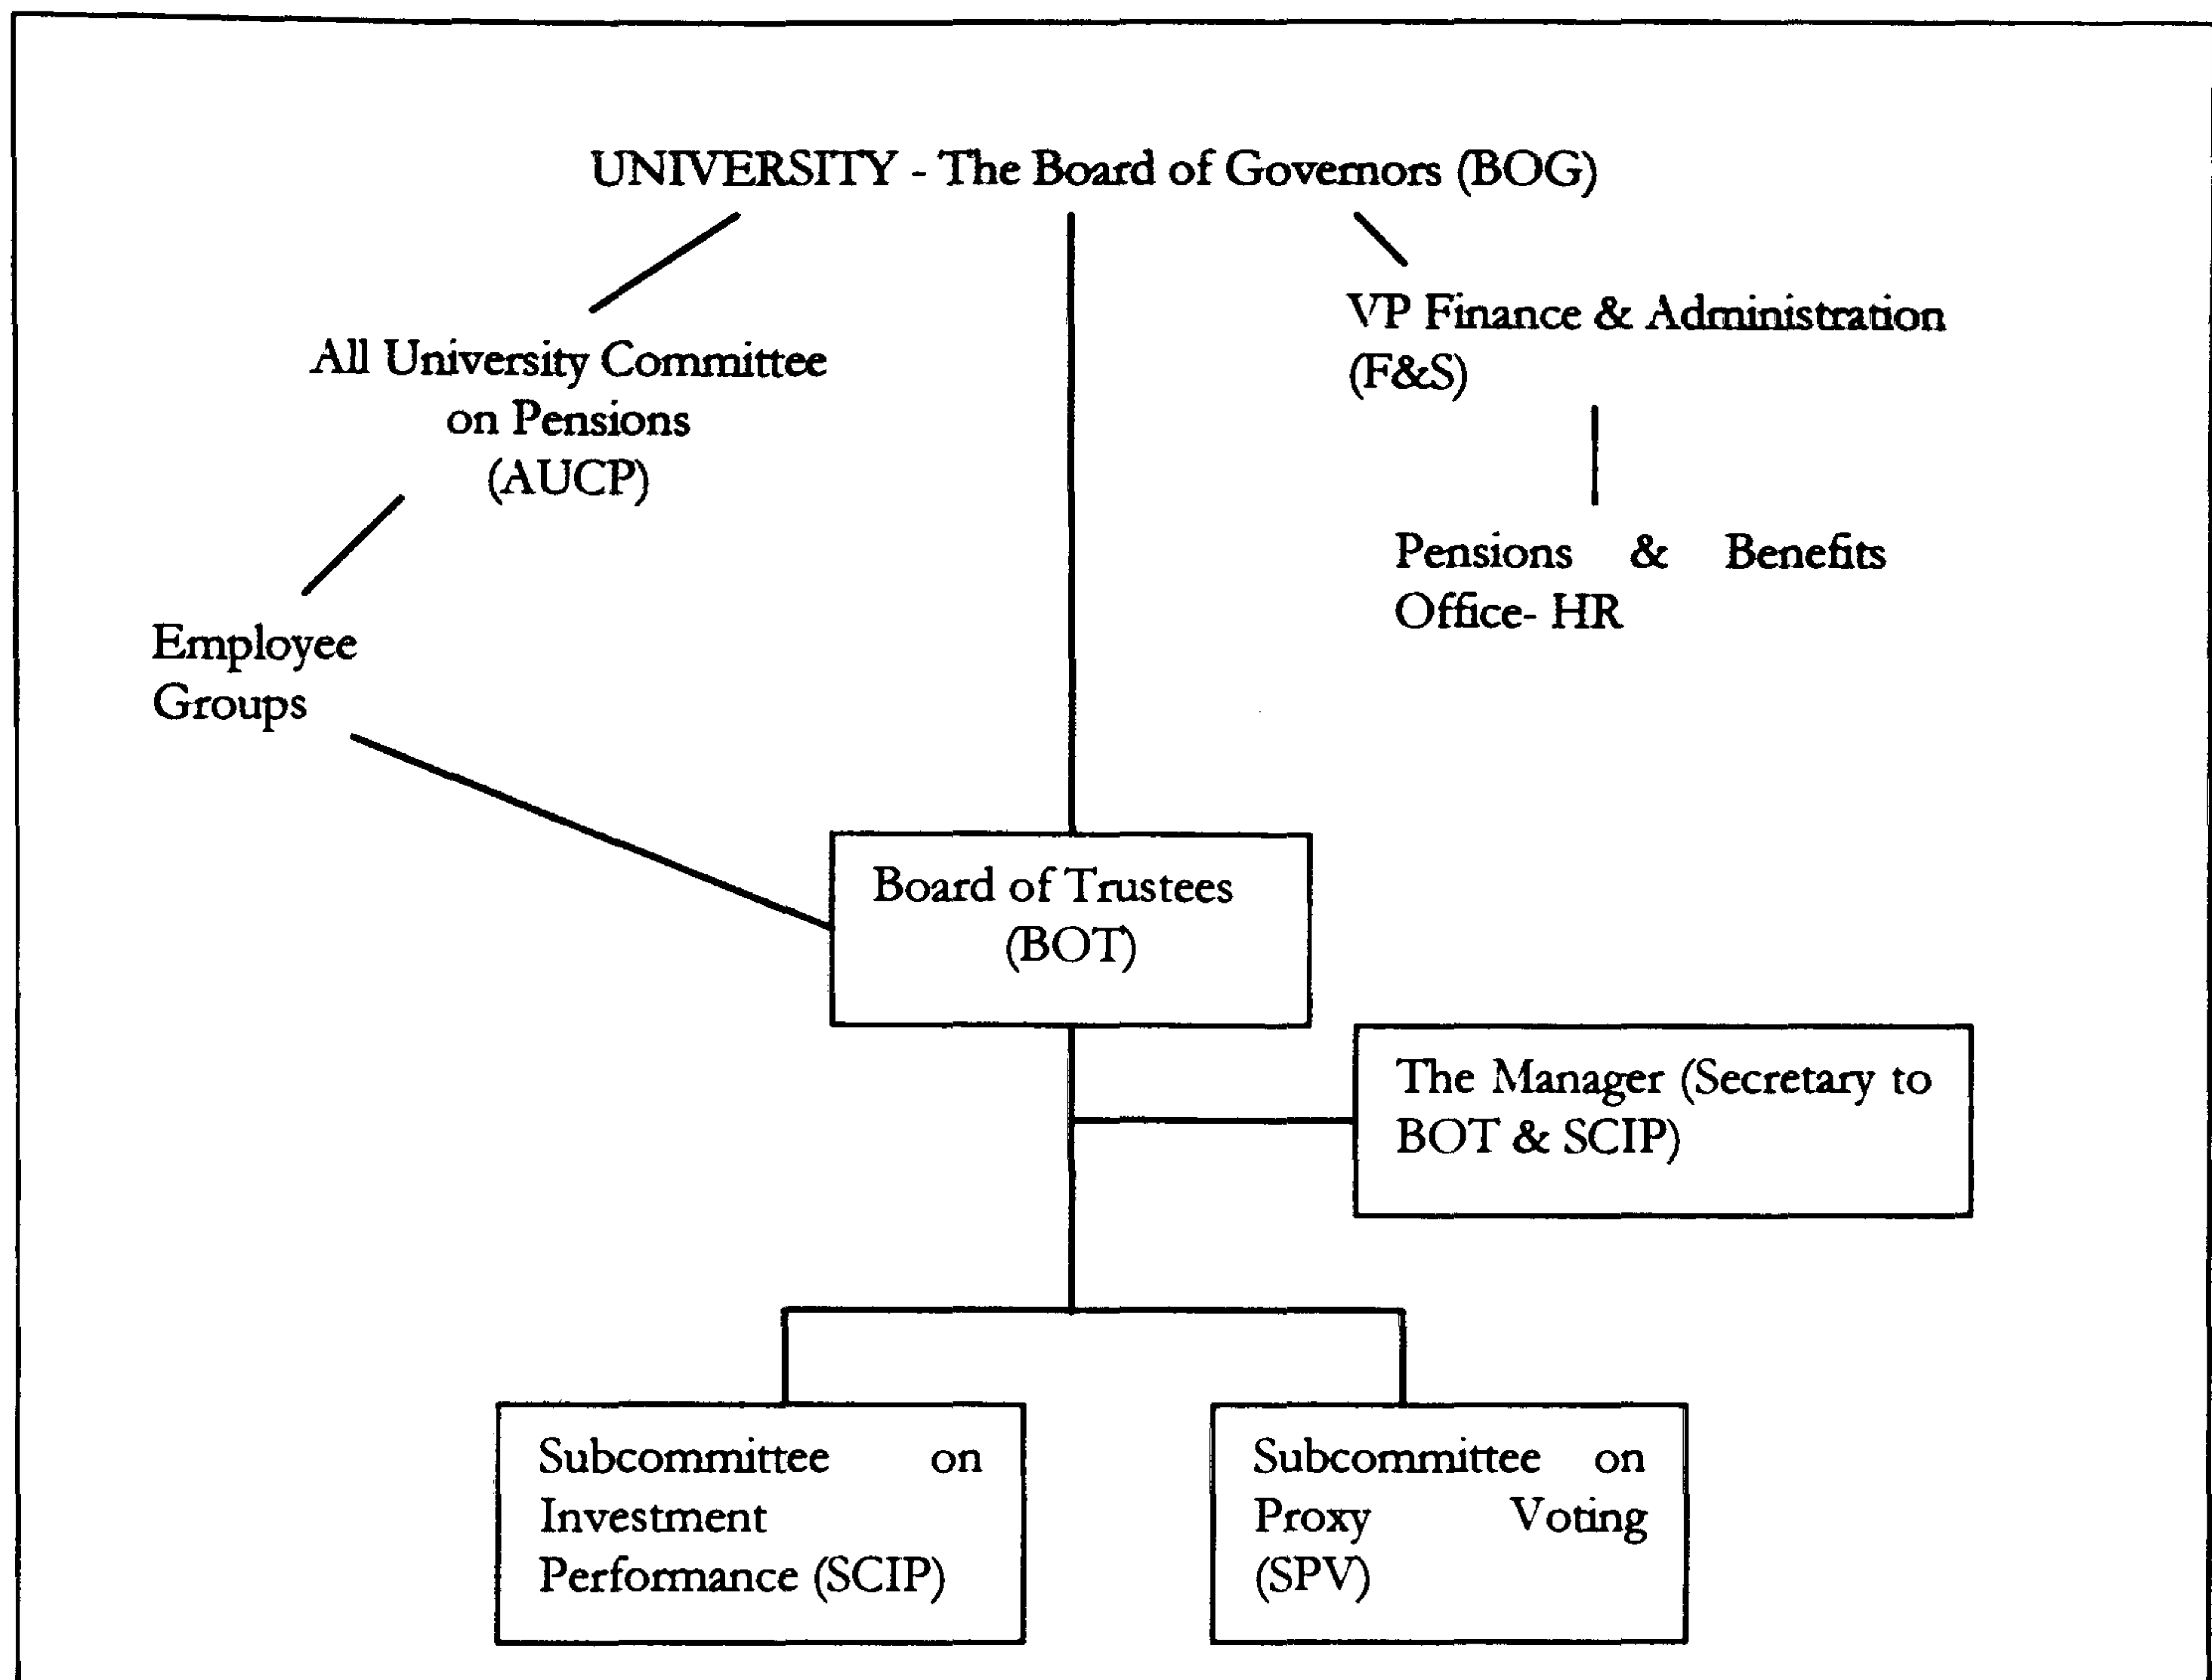 UNIVERSITY - The Board of Governors (BOG)
VP Finance & Administration
(F&S)
All University Committee
on Pensions
(AUCP)
Pensions & Benefits
Office- HR
Employee
Groups
Board of Trustees
(BOT)
The Manager (Secretary to
BOT & SCIP)
Subcommittee on
Investment
Performance (SCIP)
Subcommittee on
Proxy Voting
(SPV)